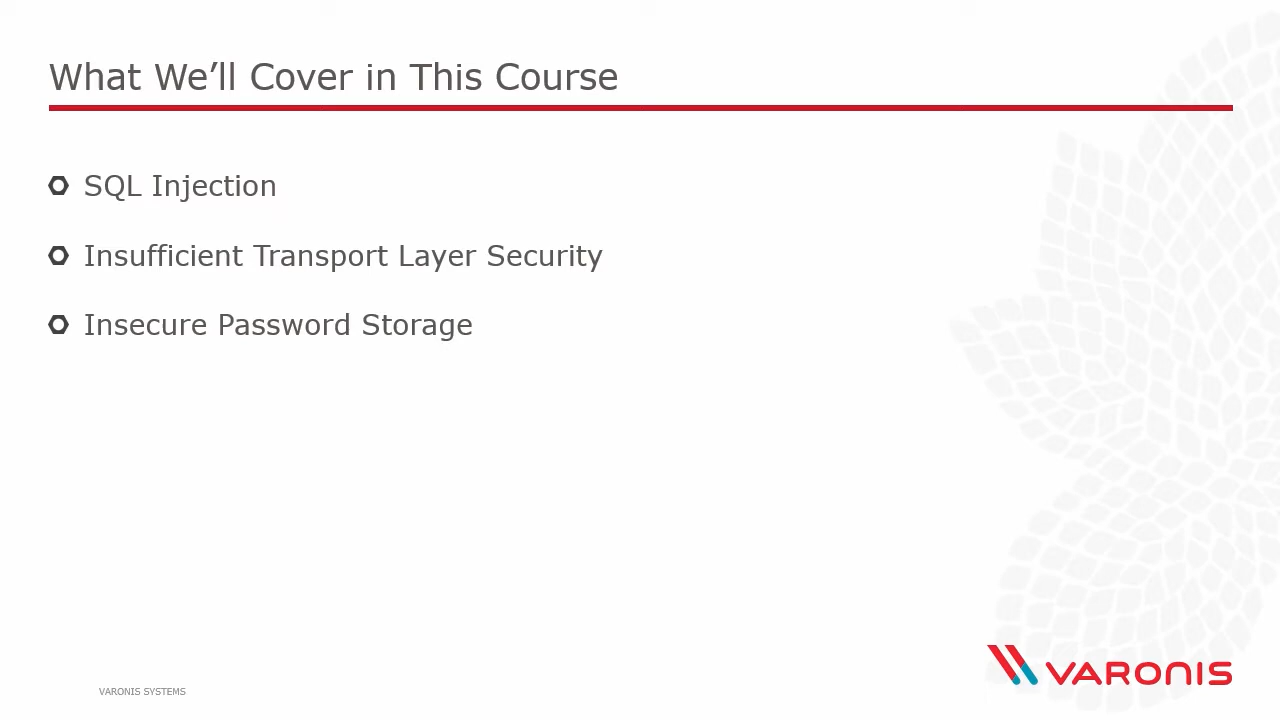 What We’ll Cover in This Course
SQL Injection
Insufficient Transport Layer Security
Insecure Password Storage
VARONIS SYSTEMS
VARONIS